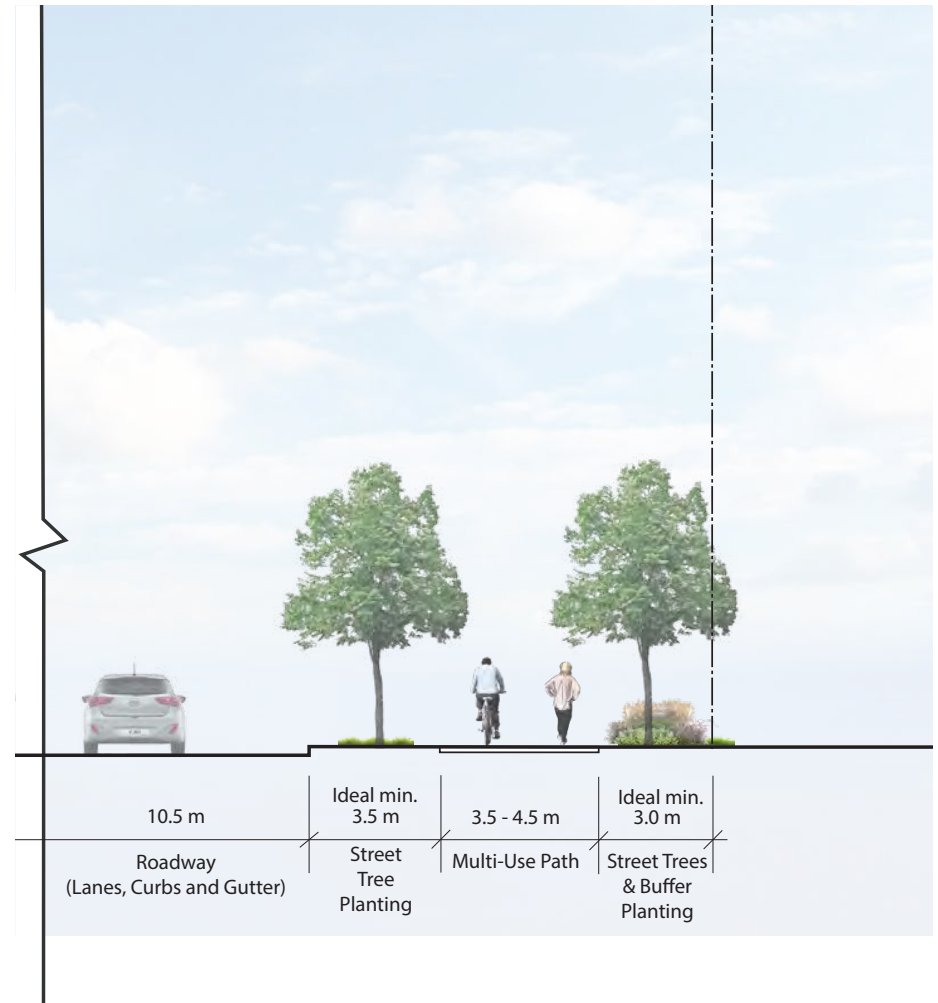 10.5 m
Roadway
(Lanes, Curbs and Gutter)
Ideal min.
3.5 m
Street
Tree
Planting
3.5 - 4.5 m
Multi-Use Path
Ideal min.
3.0 m
Street Trees
& Buffer
Planting